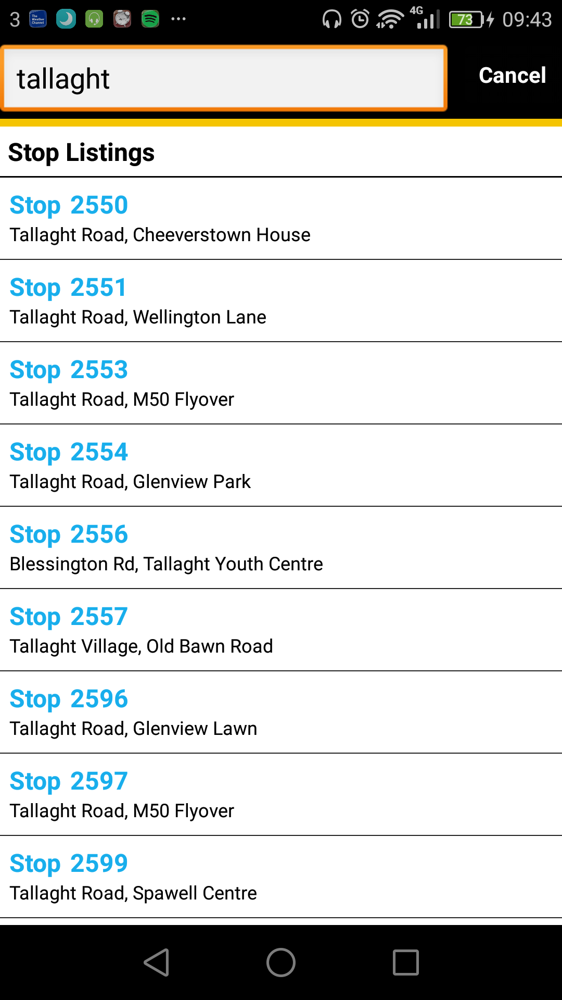 3 The Weather Channel 4G 73 09:43
tallaght Cancel
Stop Listings
Stop 2550
Tallaght Road, Cheeverstown House
Stop 2551
Tallaght Road, Wellington Lane
Stop 2553
Tallaght Road, M50 Flyover
Stop 2554
Tallaght Road, Glenview Park
Stop 2556
Blessington Rd, Tallaght Youth Centre
Stop 2557
Tallaght Village, Old Bawn Road
Stop 2596
Tallaght Road, Glenview Lawn
Stop 2597
Tallaght Road, M50 Flyover
Stop 2599
Tallaght Road, Spawell Centre